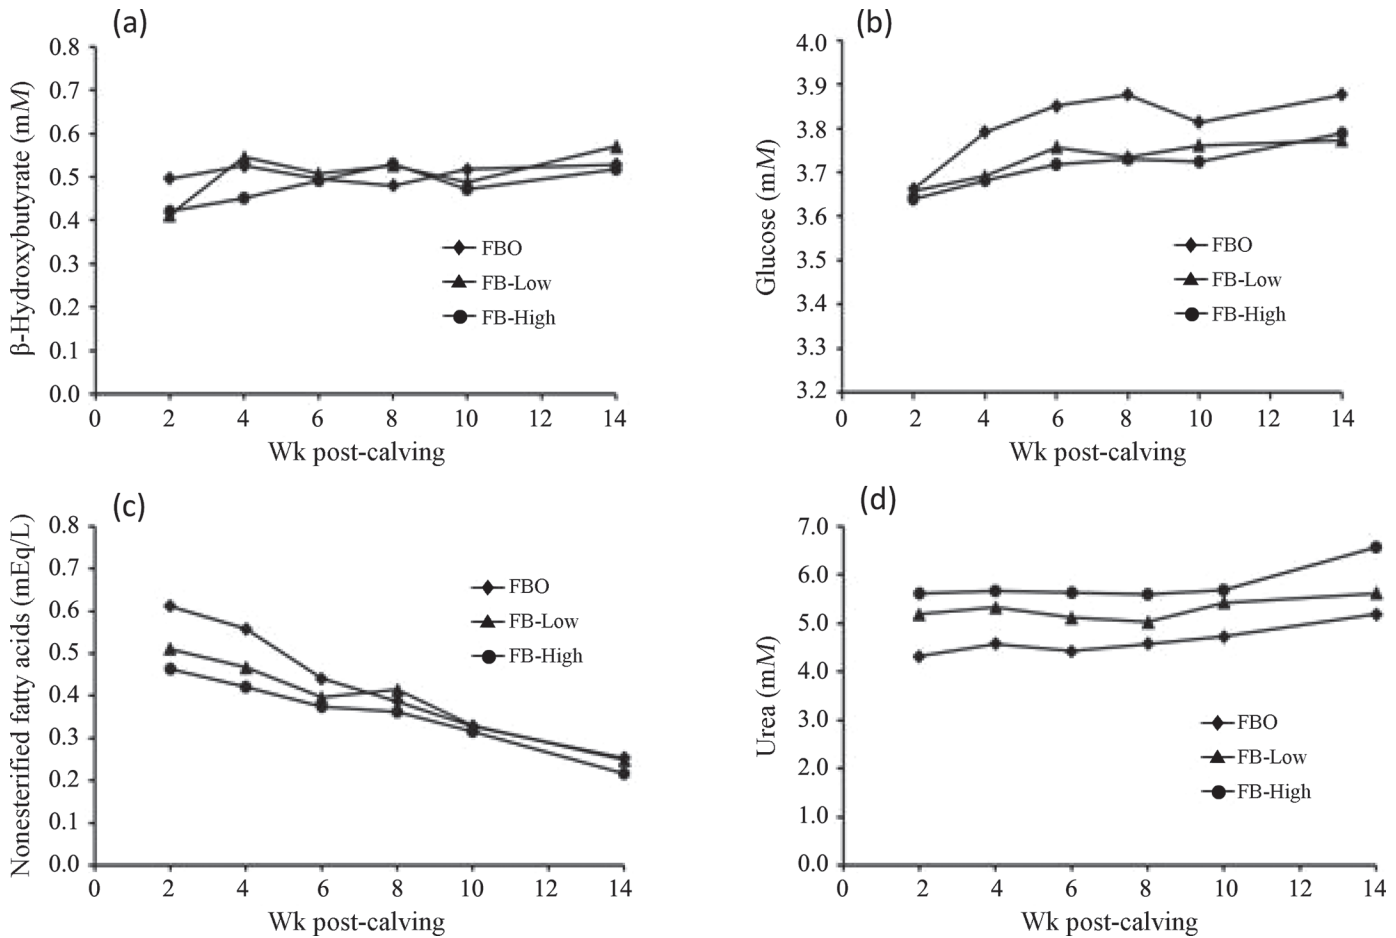 (a)
0.8
0.7
0.6
0.5
0.4
0.3
0.2
0.1
0.0
β-Hydroxybutyrate (mM)
FBO
FB-Low
FB-High
0 2 4 6 8 10 12 14
Wk post-calving
(b)
4.0
3.9
3.8
3.7
3.6
3.5
3.4
3.3
3.2
Glucose (mM)
FBO
FB-Low
FB-High
0 2 4 6 8 10 12 14
Wk post-calving
(c)
0.8
0.7
0.6
0.5
0.4
0.3
0.2
0.1
0.0
Nonesterified fatty acids (mEq/L)
FBO
FB-Low
FB-High
0 2 4 6 8 10 12 14
Wk post-calving
(d)
7.0
6.0
5.0
4.0
3.0
2.0
1.0
0.0
Urea (mM)
FBO
FB-Low
FB-High
0 2 4 6 8 10 12 14
Wk post-calving